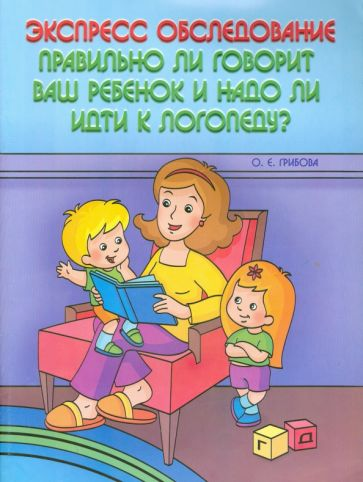 ЭКСПРЕСС ОБСЛЕДОВАНИЕ
ПРАВИЛЬНО ЛИ ГОВОРИТ
ВАШ РЕБЕНОК И НАДО ЛИ
ИДТИ К ЛОГОПЕДУ?
О. Е. ГРИБОВА
Г Д